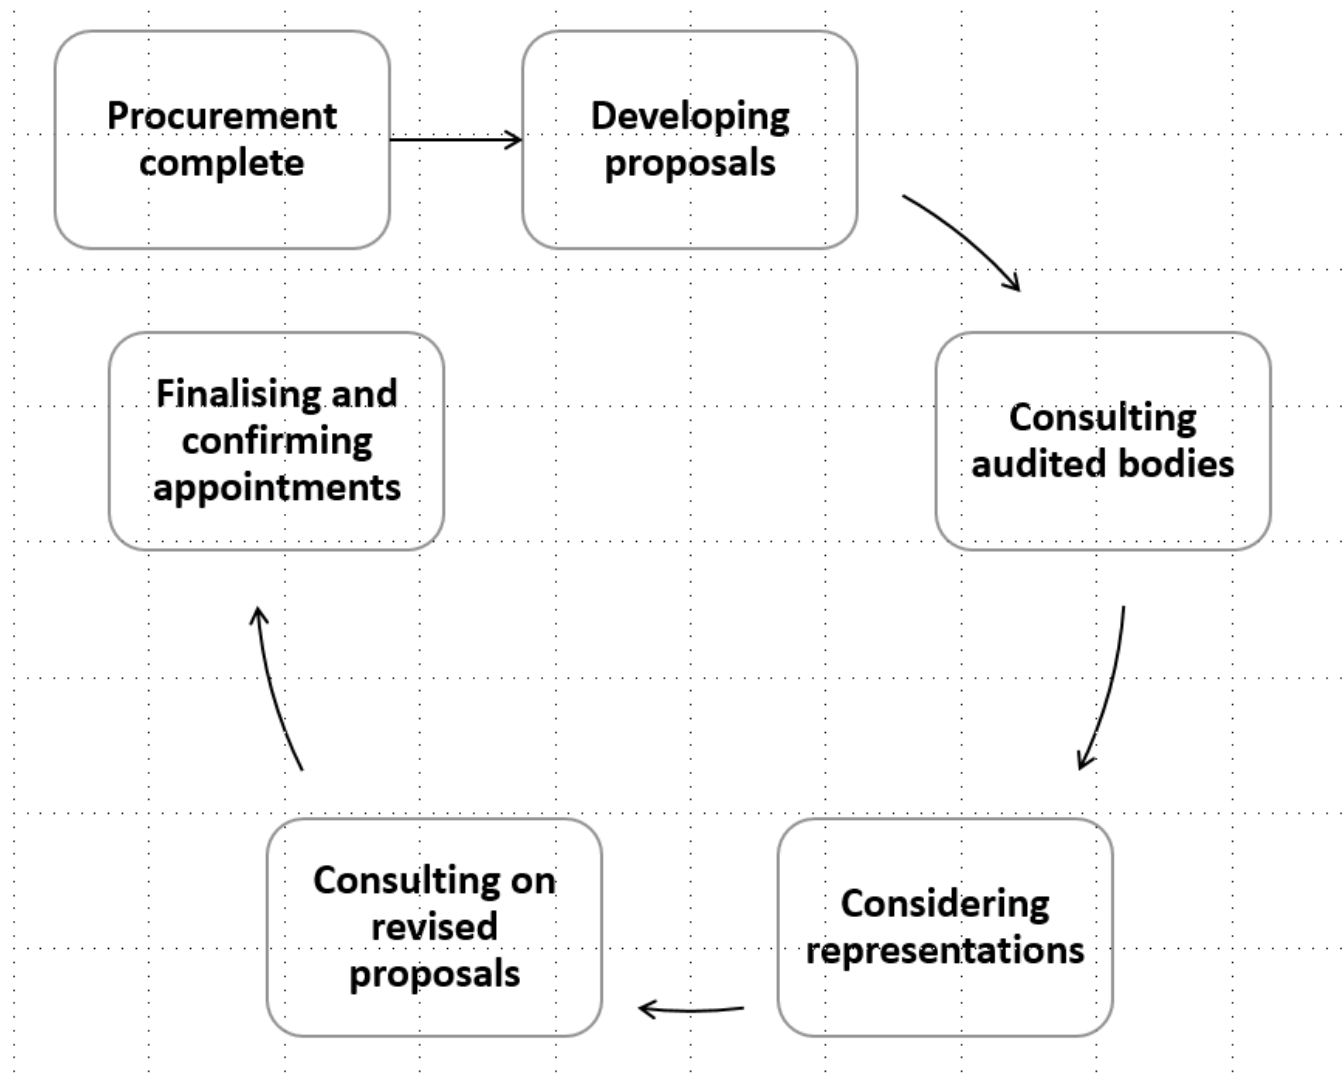 Procurement
complete
Developing
proposals
Consulting
audited bodies
Considering
representations
Consulting on
revised
proposals
Finalising and
confirming
appointments